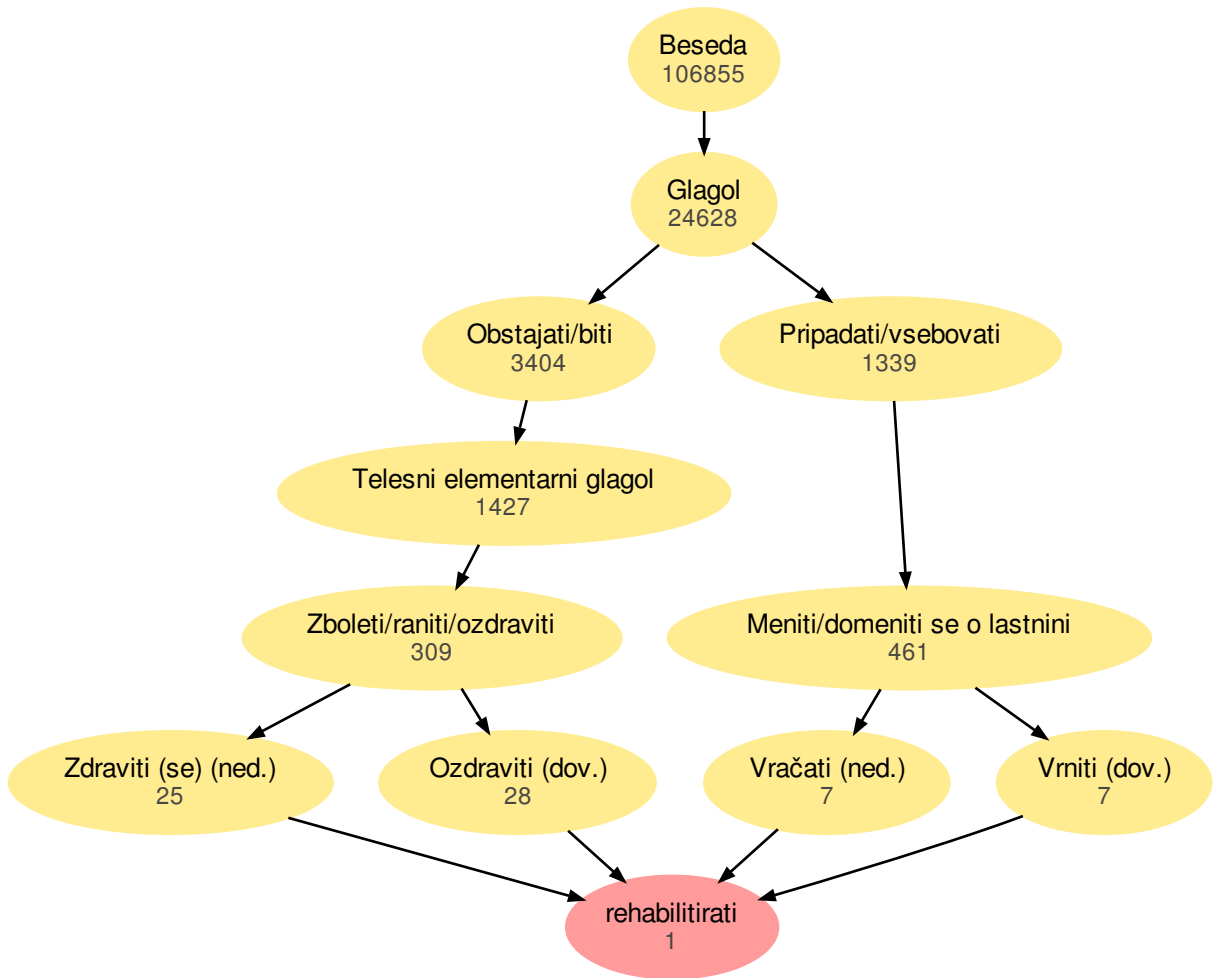 Beseda
106855
Glagol
24628
Obstajati/biti
3404
Pripadati/vsebovati
1339
Telesni elementarni glagol
1427
Zboleti/raniti/ozdraviti
309
Meniti/domeniti se o lastnini
461
Zdraviti (se) (ned.)
25
Ozdraviti (dov.)
28
Vračati (ned.)
7
Vrniti (dov.)
7
rehabilitirati
1